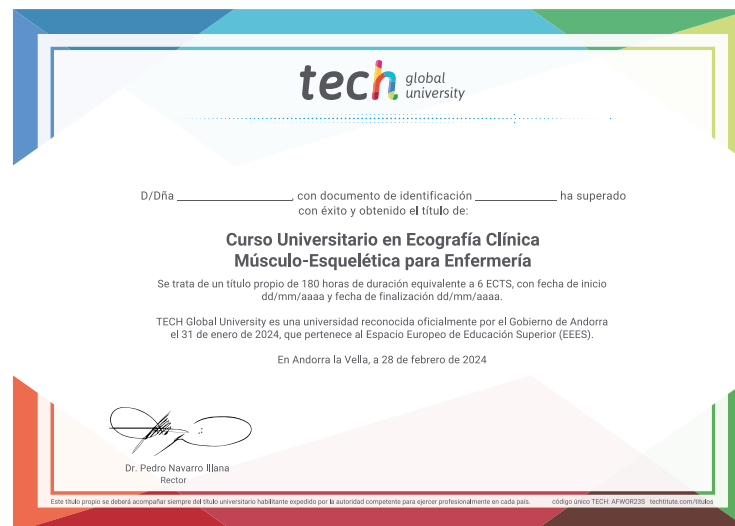 tech global
university
D/Dña ____________________, con documento de identificación ______________ ha superado
con éxito y obtenido el título de:
Curso Universitario en Ecografía Clínica
Músculo-Esquelética para Enfermería
Se trata de un título propio de 180 horas de duración equivalente a 6 ECTS, con fecha de inicio
dd/mm/aaaa y fecha de finalización dd/mm/aaaa.
TECH Global University es una universidad reconocida oficialmente por el Gobierno de Andorra
el 31 de enero de 2024, que pertenece al Espacio Europeo de Educación Superior (EEES).
En Andorra la Vella, a 28 de febrero de 2024
Dr. Pedro Navarro Illana
Rector
Este título propio se deberá acompañar siempre del título universitario habilitante expedido por la autoridad competente para ejercer profesionalmente en cada país. código único TECH: AFWOR23S techtitute.com/titulos